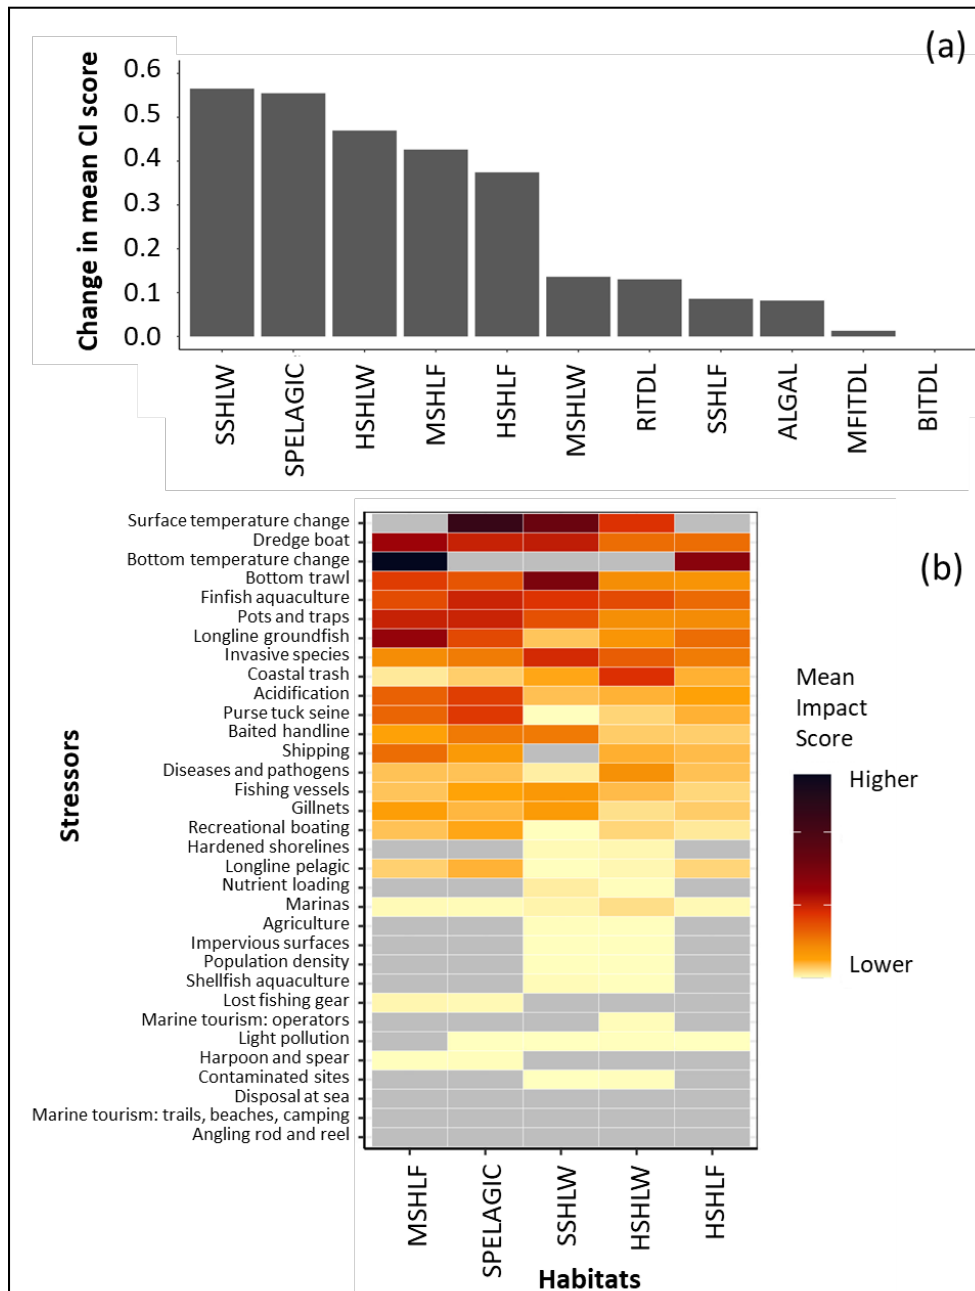 (a)
Change in mean CI score
0.6
0.5
0.4
0.3
0.2
0.1
0.0
SSHLW
SPELAGIC
HSHLW
MSHLF
HSHLF
MSHLW
RITDL
SSHLF
ALGAL
MFITDL
BITDL
(b)
Stressors
Surface temperature change
Dredge boat
Bottom temperature change
Bottom trawl
Finfish aquaculture
Pots and traps
Longline groundfish
Invasive species
Coastal trash
Acidification
Purse tuck seine
Baited handline
Shipping
Diseases and pathogens
Fishing vessels
Gillnets
Recreational boating
Hardened shorelines
Longline pelagic
Nutrient loading
Marinas
Agriculture
Impervious surfaces
Population density
Shellfish aquaculture
Lost fishing gear
Marine tourism: operators
Light pollution
Harpoon and spear
Contaminated sites
Disposal at sea
Marine tourism: trails, beaches, camping
Angling rod and reel
MSHLF
SPELAGIC
SSHLW
HSHLW
HSHLF
Habitats
Mean
Impact
Score
Higher
Lower